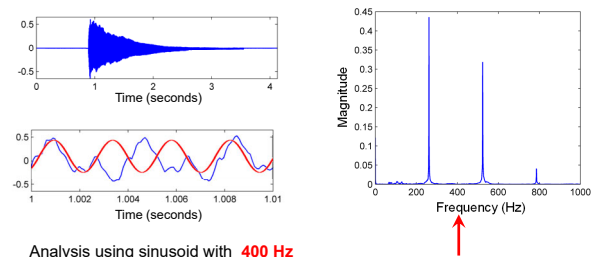 0.5
0
-0.5
0 1 2 3 4
Time (seconds)
0.5
0
-0.5
1 1.002 1.004 1.006 1.008 1.01
Time (seconds)
Analysis using sinusoid with 400 Hz
0.45
0.4
0.35
0.3
0.25
0.2
0.15
0.1
0.05
0
Magnitude
0 200 400 600 800 1000
Frequency (Hz)